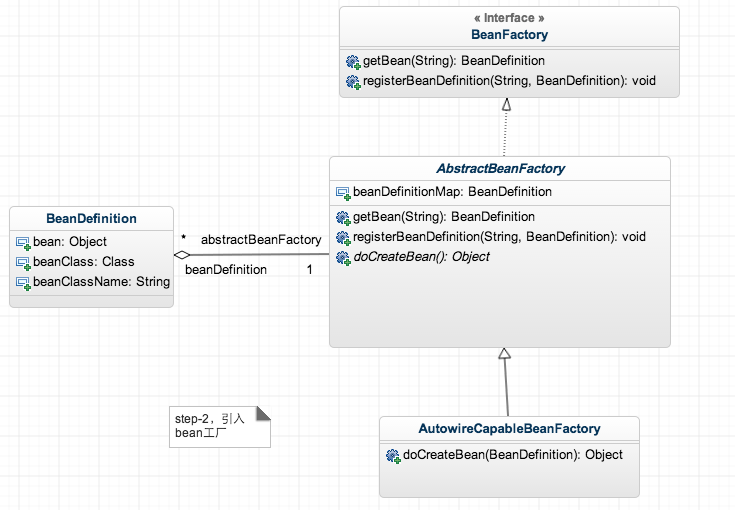 « Interface »
BeanFactory
getBean(String): BeanDefinition
registerBeanDefinition(String, BeanDefinition): void
AbstractBeanFactory
beanDefinitionMap: BeanDefinition
getBean(String): BeanDefinition
registerBeanDefinition(String, BeanDefinition): void
doCreateBean(): Object
BeanDefinition
bean: Object
beanClass: Class
beanClassName: String
* abstractBeanFactory
beanDefinition 1
step-2，引入
bean工厂
AutowireCapableBeanFactory
doCreateBean(BeanDefinition): Object